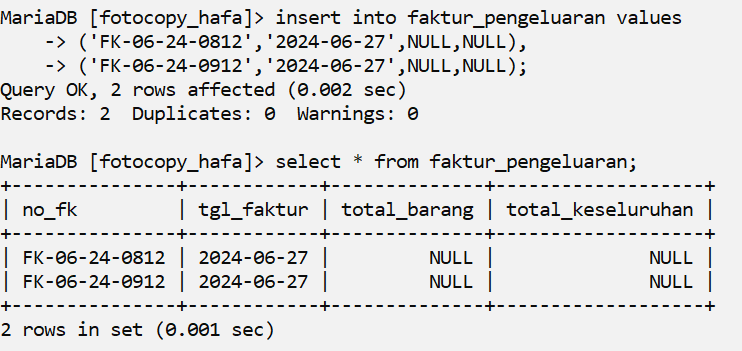 MariaDB [fotocopy_hafa]> insert into faktur_pengeluaran values
    -> ('FK-06-24-0812','2024-06-27',NULL,NULL),
    -> ('FK-06-24-0912','2024-06-27',NULL,NULL);
Query OK, 2 rows affected (0.002 sec)
Records: 2  Duplicates: 0  Warnings: 0

MariaDB [fotocopy_hafa]> select * from faktur_pengeluaran;
+---------------+------------+--------------+-------------------+
| no_fk         | tgl_faktur | total_barang | total_keseluruhan |
+---------------+------------+--------------+-------------------+
| FK-06-24-0812 | 2024-06-27 |         NULL |              NULL |
| FK-06-24-0912 | 2024-06-27 |         NULL |              NULL |
+---------------+------------+--------------+-------------------+
2 rows in set (0.001 sec)